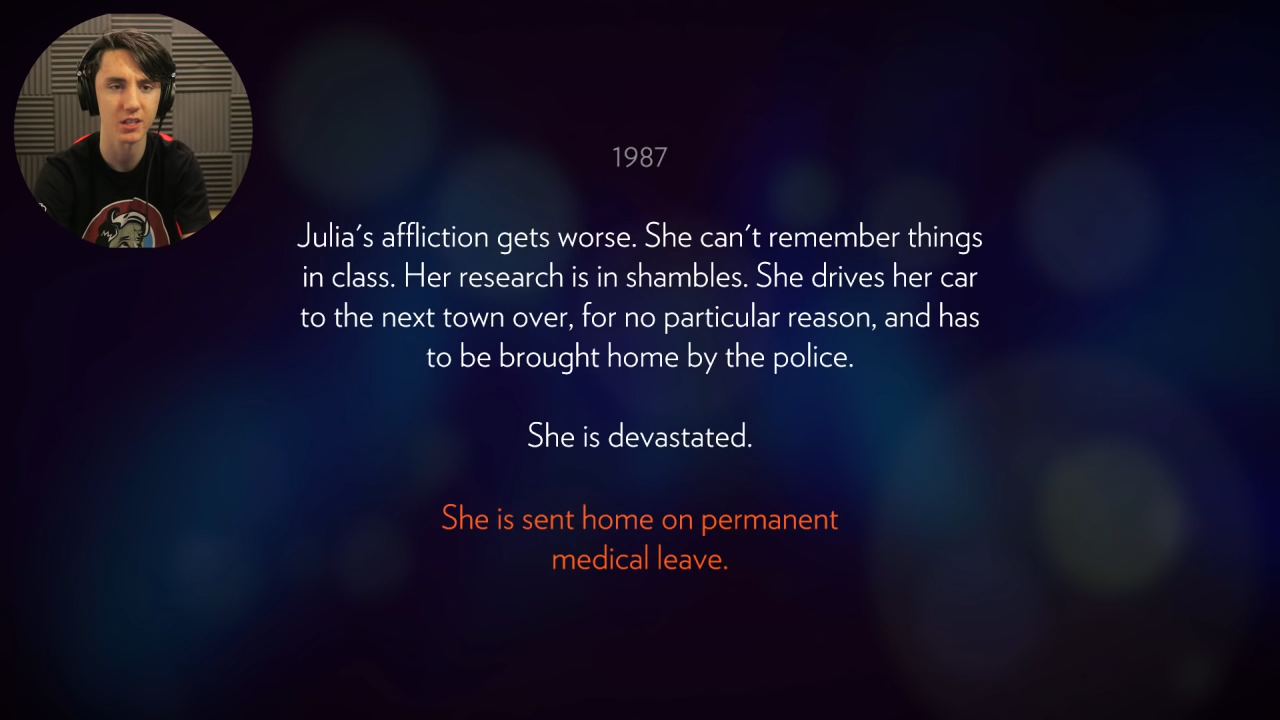 1987
Julia's affliction gets worse. She can't remember things
in class. Her research is in shambles. She drives her car
to the next town over, for no particular reason, and has
to be brought home by the police.
She is devastated.
She is sent home on permanent
medical leave.